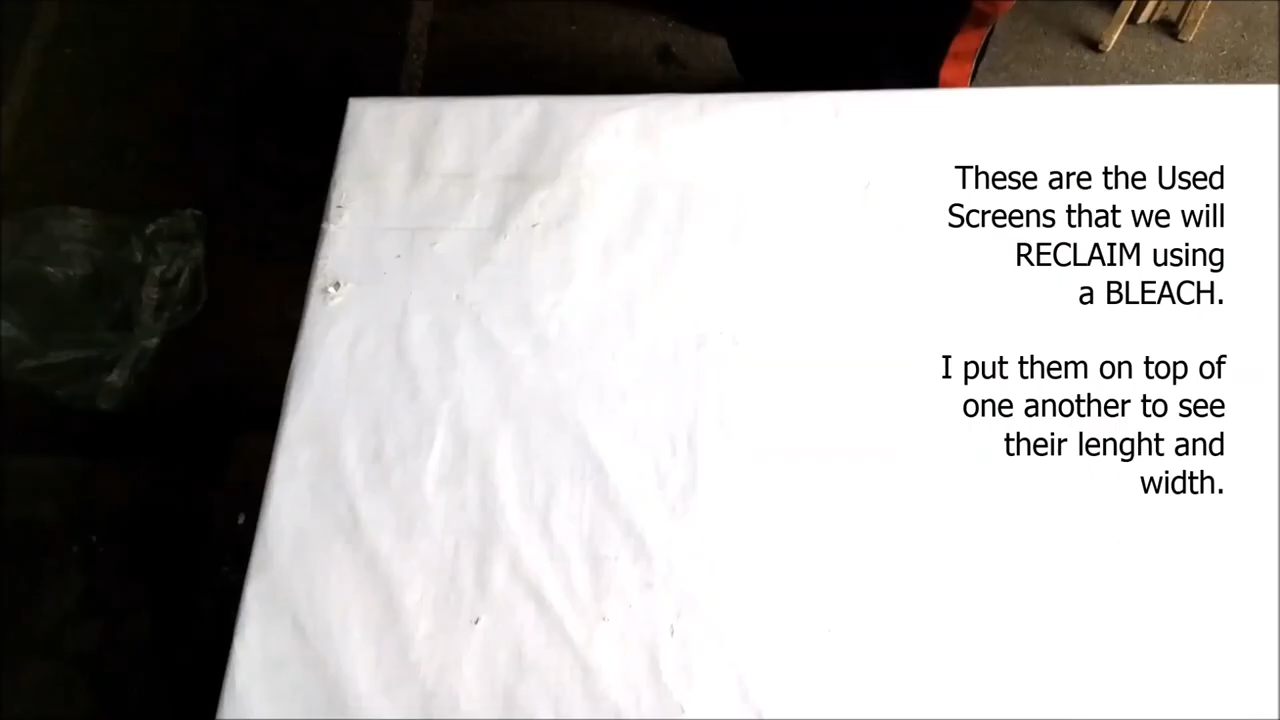 These are the Used
Screens that we will
RECLAIM using
a BLEACH.
I put them on top of
one another to see
their lenght and
width.